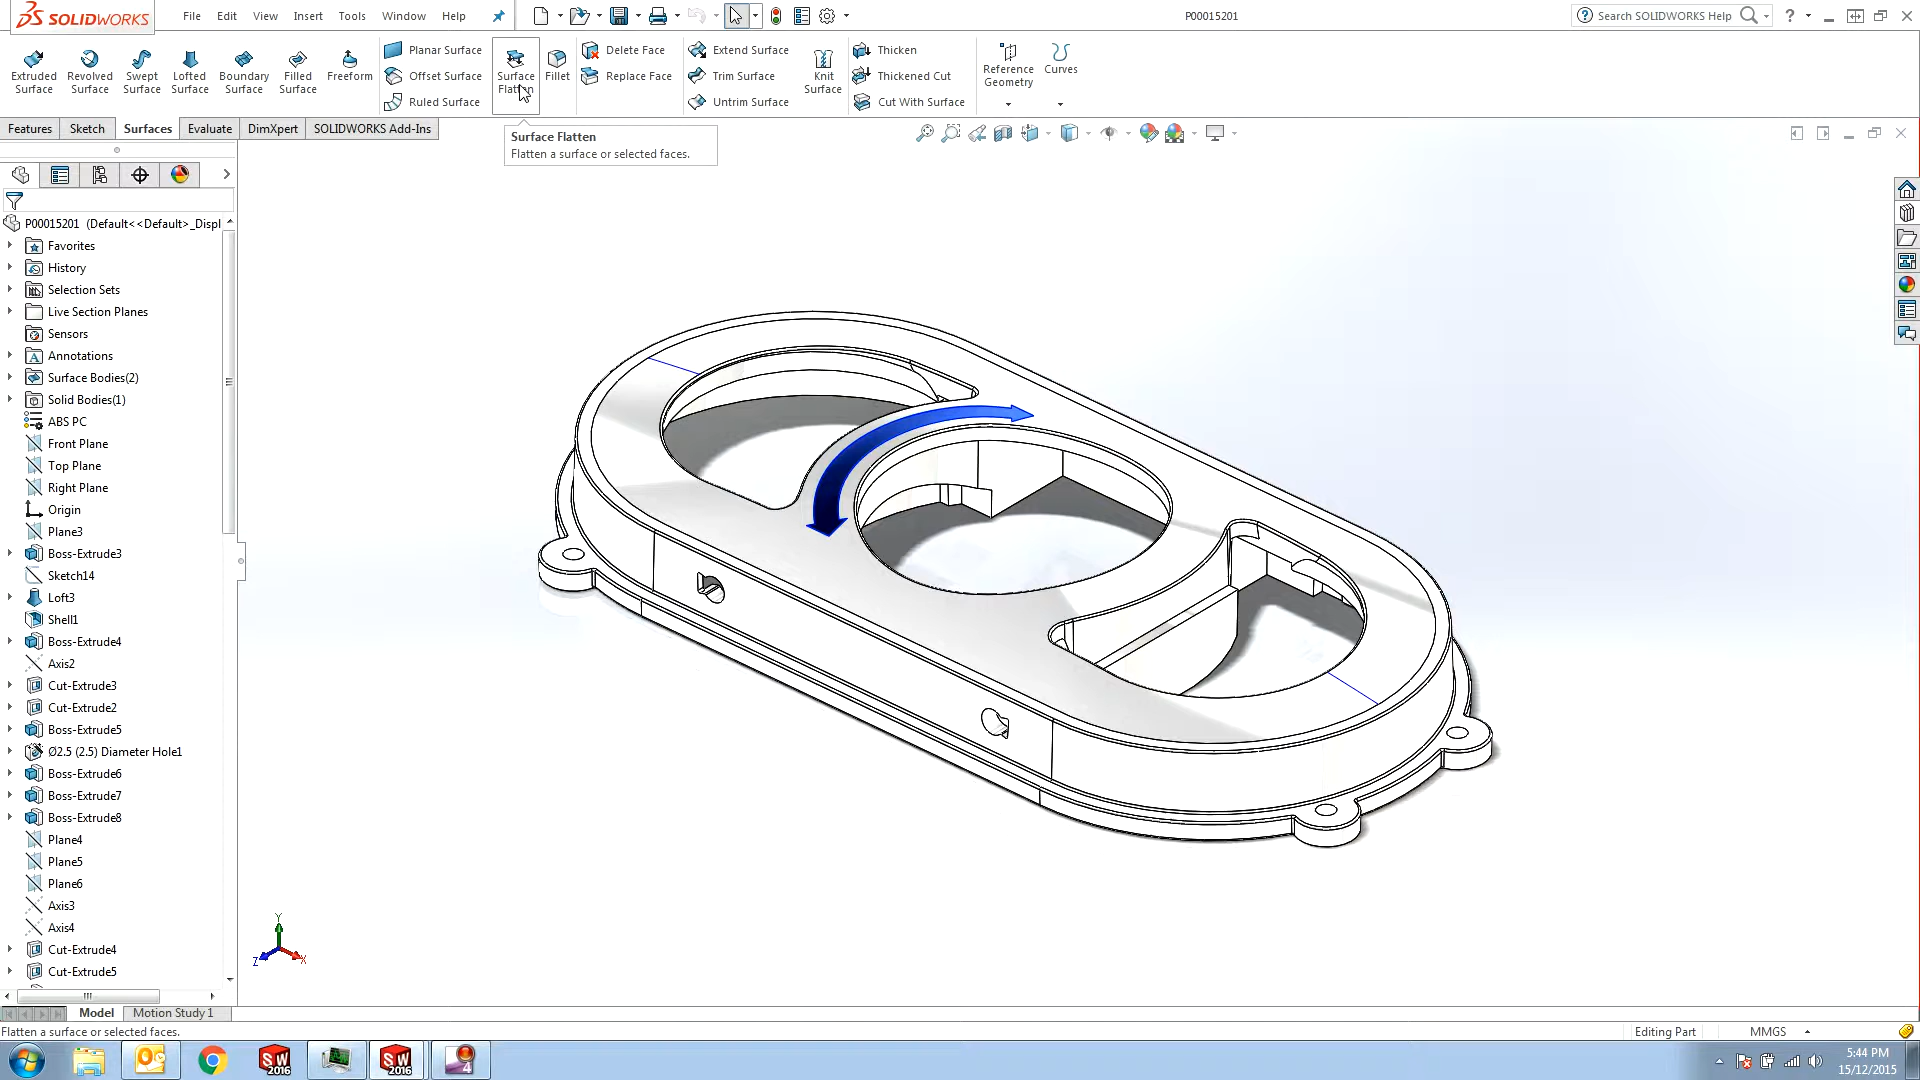 SOLIDWORKS File Edit View Insert Tools Window Help P00015201 Search SOLIDWORKS Help
Extruded Surface
Revolved Surface
Swept Surface
Lofted Surface
Boundary Surface
Filled Surface
Freeform
Planar Surface
Offset Surface
Ruled Surface
Surface Flatten
Fillet
Delete Face
Replace Face
Extend Surface
Trim Surface
Untrim Surface
Knit Surface
Thicken
Thickened Cut
Cut With Surface
Reference Geometry
Curves
Features Sketch Surfaces Evaluate DimXpert SOLIDWORKS Add-Ins
Surface Flatten
Flatten a surface or selected faces.
P00015201 (Default<<Default>_Displ
Favorites
History
Selection Sets
Live Section Planes
Sensors
Annotations
Surface Bodies(2)
Solid Bodies(1)
ABS PC
Front Plane
Top Plane
Right Plane
Origin
Plane3
Boss-Extrude3
Sketch14
Loft3
Shell1
Boss-Extrude4
Axis2
Cut-Extrude3
Cut-Extrude2
Boss-Extrude5
Ø2.5 (2.5) Diameter Hole1
Boss-Extrude6
Boss-Extrude7
Boss-Extrude8
Plane4
Plane5
Plane6
Axis3
Axis4
Cut-Extrude4
Cut-Extrude5
Y
Z X
Model Motion Study 1
Flatten a surface or selected faces. Editing Part MMGS
SW 2016 SW 2016 4
5:44 PM
15/12/2015